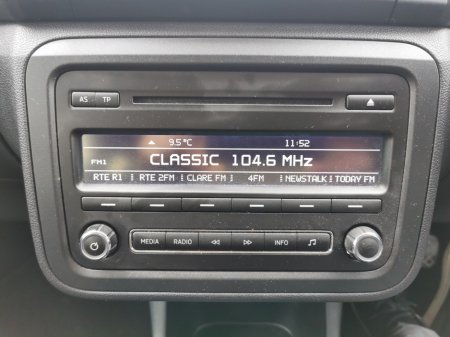 AS TP
9.5°C 11:52
FM1 CLASSIC 104.6 MHz
RTE R1 RTE 2FM CLARE FM 4FM NEWSTALK TODAY FM
MEDIA RADIO INFO